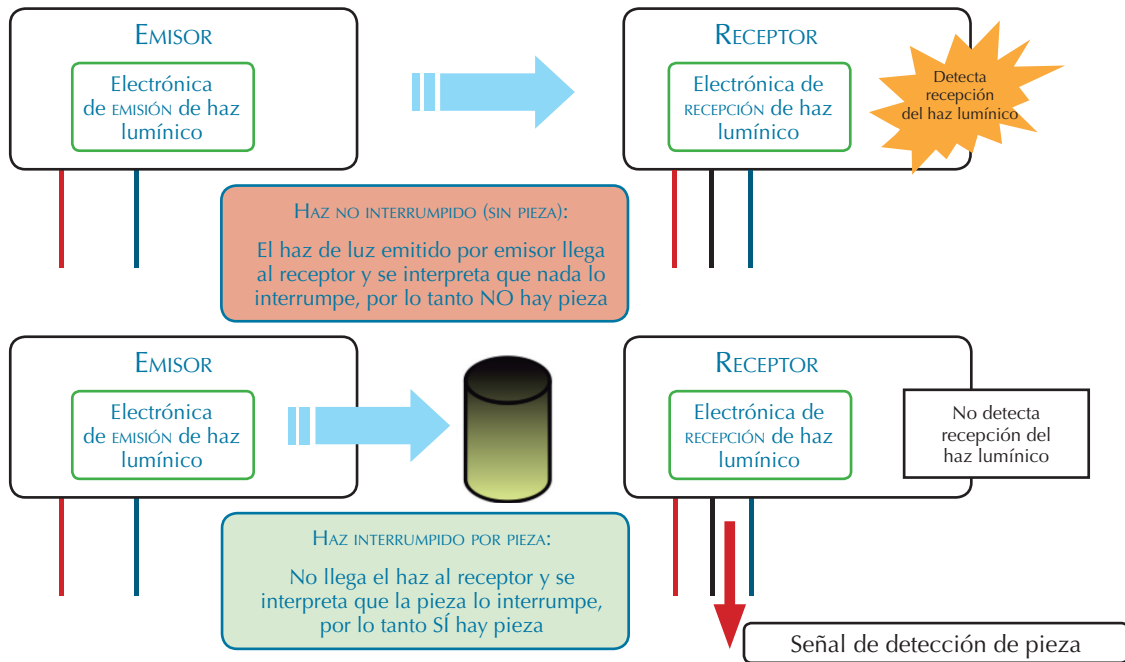 EMISOR
Electrónica
de EMISIÓN de haz
lumínico
RECEPTOR
Electrónica de
RECEPCIÓN de haz
lumínico
Detecta
recepción
del haz lumínico
HAZ NO INTERRUMPIDO (SIN PIEZA):
El haz de luz emitido por emisor llega
al receptor y se interpreta que nada lo
interrumpe, por lo tanto NO hay pieza
EMISOR
Electrónica
de EMISIÓN de haz
lumínico
RECEPTOR
Electrónica de
RECEPCIÓN de haz
lumínico
No detecta
recepción del
haz lumínico
HAZ INTERRUMPIDO POR PIEZA:
No llega el haz al receptor y se
interpreta que la pieza lo interrumpe,
por lo tanto SÍ hay pieza
Señal de detección de pieza